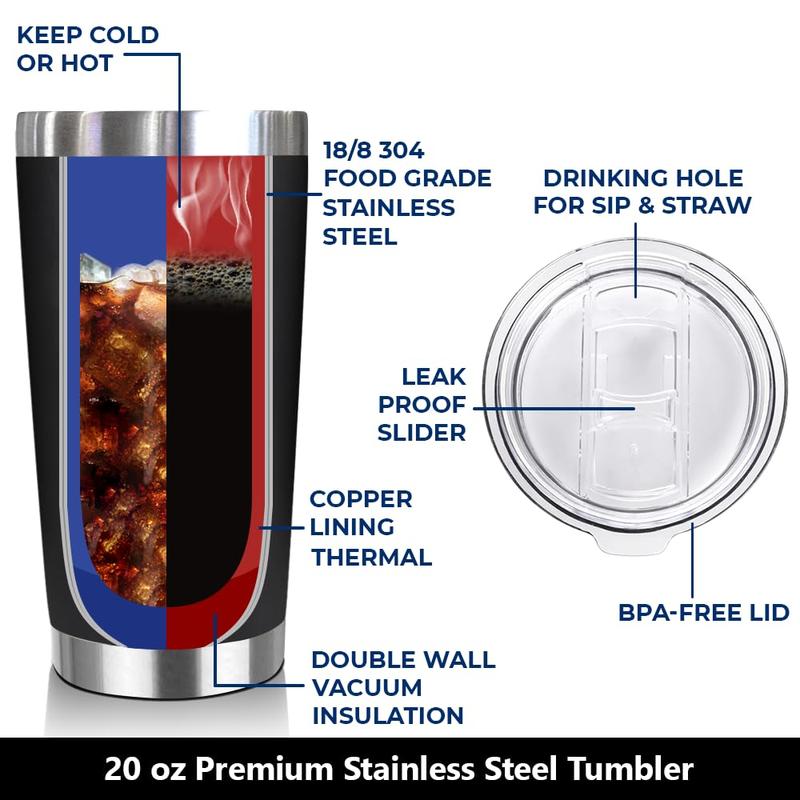 KEEP COLD
OR HOT
18/8 304
FOOD GRADE
STAINLESS
STEEL
DRINKING HOLE
FOR SIP & STRAW
LEAK
PROOF
SLIDER
COPPER
LINING
THERMAL
BPA-FREE LID
DOUBLE WALL
VACUUM
INSULATION
20 oz Premium Stainless Steel Tumbler